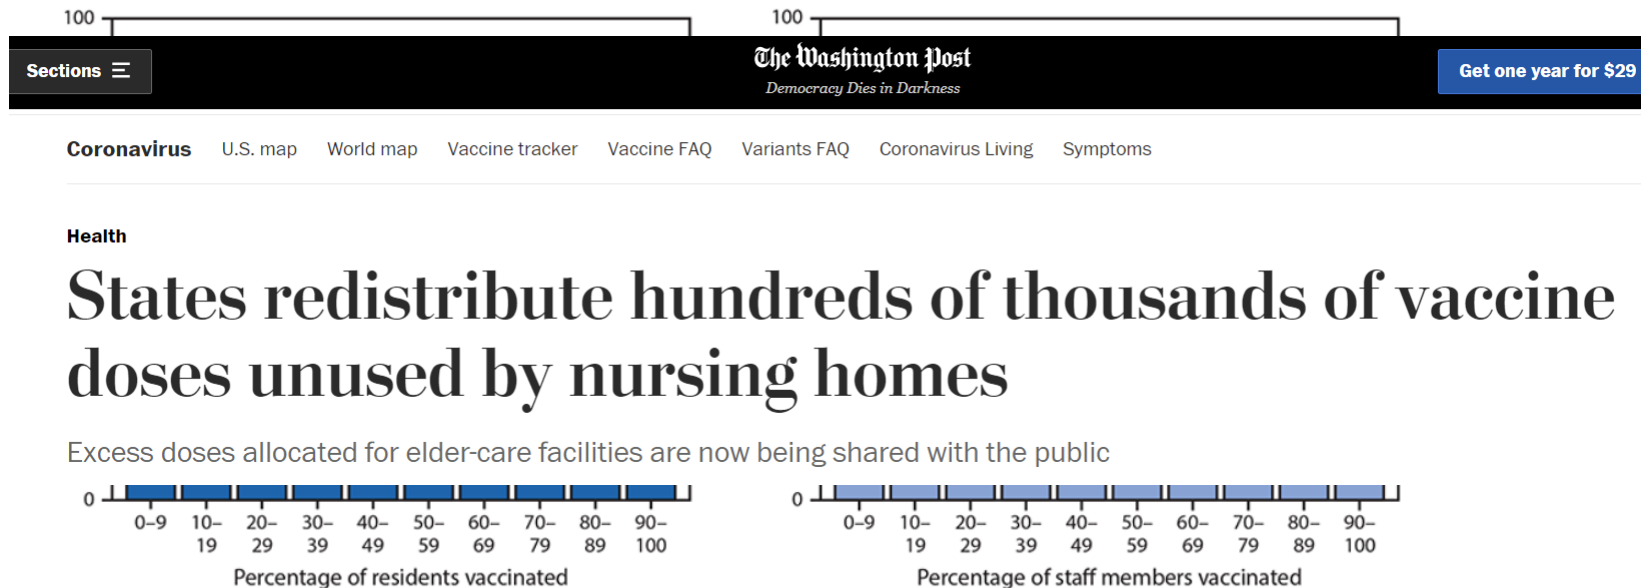 100 100
Sections
The Washington Post
Democracy Dies in Darkness
Get one year for $29
Coronavirus U.S. map World map Vaccine tracker Vaccine FAQ Variants FAQ Coronavirus Living Symptoms
Health
States redistribute hundreds of thousands of vaccine
doses unused by nursing homes
Excess doses allocated for elder-care facilities are now being shared with the public
0 0
0–9 10– 20– 30– 40– 50– 60– 70– 80– 90– 0–9 10– 20– 30– 40– 50– 60– 70– 80– 90–
19 29 39 49 59 69 79 89 100 19 29 39 49 59 69 79 89 100
Percentage of residents vaccinated Percentage of staff members vaccinated